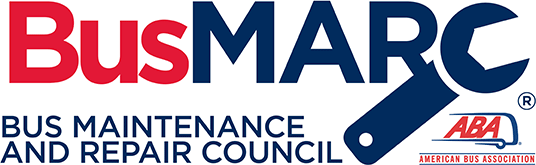 BusMARC
®
BUS MAINTENANCE
AND REPAIR COUNCIL
ABA
AMERICAN BUS ASSOCIATION